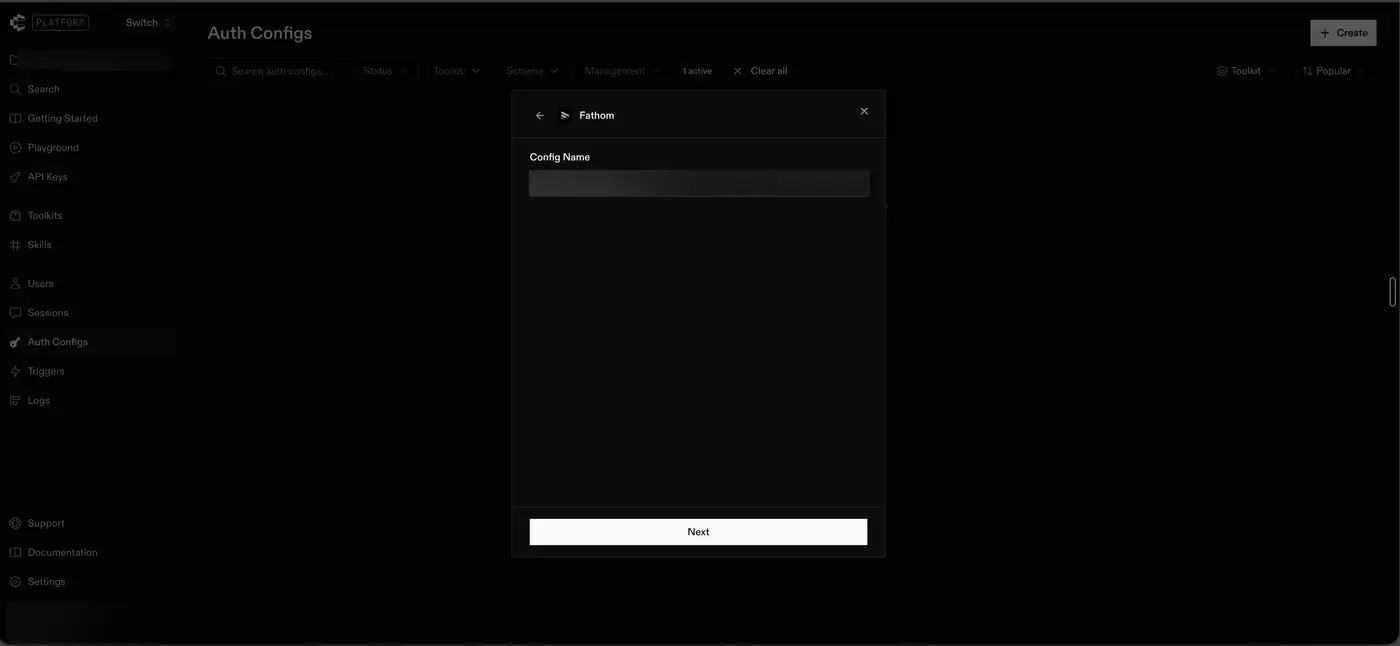 PLATFORM Switch
Auth Configs
+ Create
Search auth configs...
Status
Toolkit:
Scheme
Management
1 active
Clear all
Toolkit
Popular
Search
Getting Started
Playground
API Keys
Toolkits
Skills
Users
Sessions
Auth Configs
Triggers
Logs
Support
Documentation
Settings
Fathom
Config Name
Next